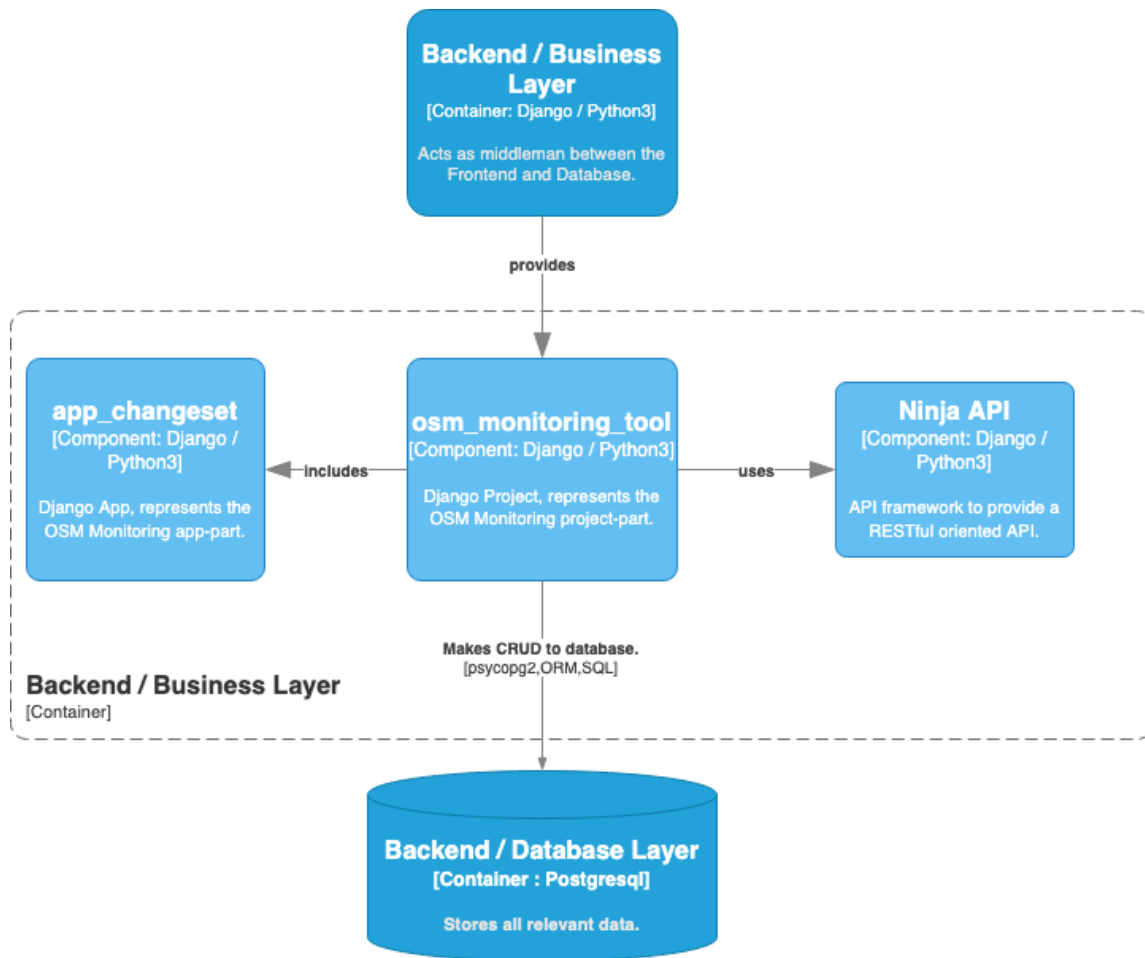 Backend / Business
Layer
[Container: Django / Python3]
Acts as middleman between the
Frontend and Database.
provides
app_changeset
[Component: Django /
Python3]
Django App, represents the
OSM Monitoring app-part.
includes
osm_monitoring_tool
[Component: Django / Python3]
Django Project, represents the
OSM Monitoring project-part.
uses
Ninja API
[Component: Django /
Python3]
API framework to provide a
RESTful oriented API.
Makes CRUD to database.
[psycopg2,ORM,SQL]
Backend / Business Layer
[Container]
Backend / Database Layer
[Container : Postgresql]
Stores all relevant data.